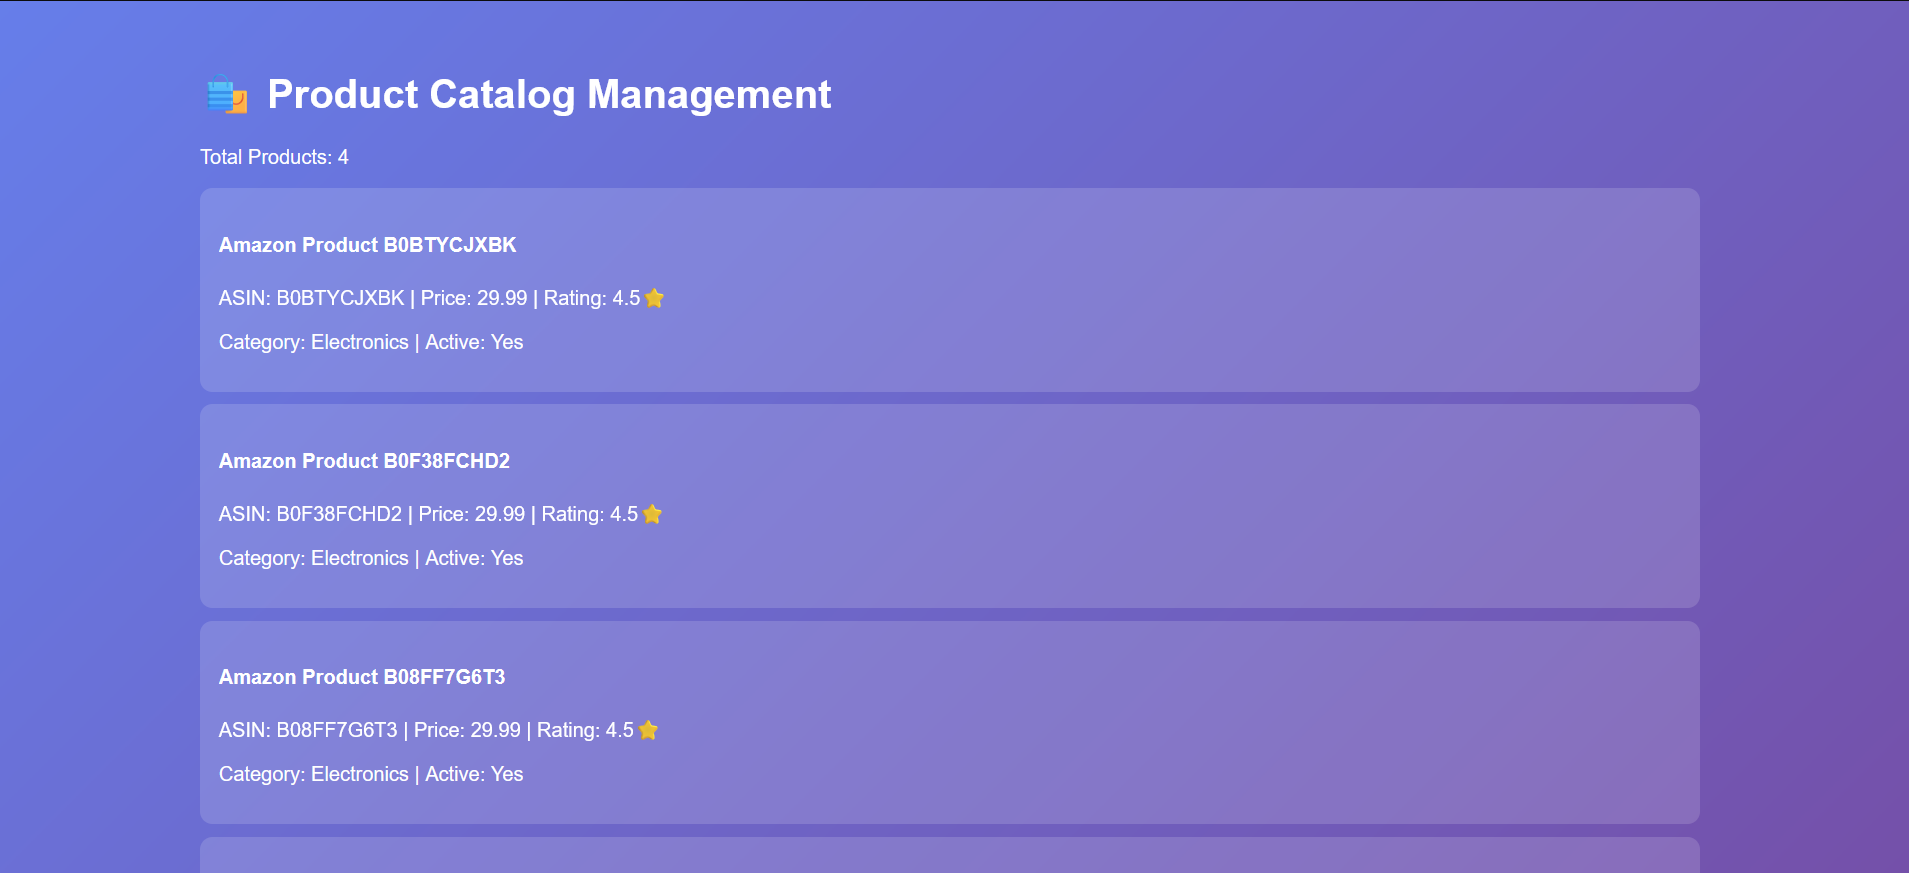 Product Catalog Management
Total Products: 4
Amazon Product B0BTYCJXBK
ASIN: B0BTYCJXBK | Price: 29.99 | Rating: 4.5⭐
Category: Electronics | Active: Yes
Amazon Product B0F38FCHD2
ASIN: B0F38FCHD2 | Price: 29.99 | Rating: 4.5⭐
Category: Electronics | Active: Yes
Amazon Product B08FF7G6T3
ASIN: B08FF7G6T3 | Price: 29.99 | Rating: 4.5⭐
Category: Electronics | Active: Yes